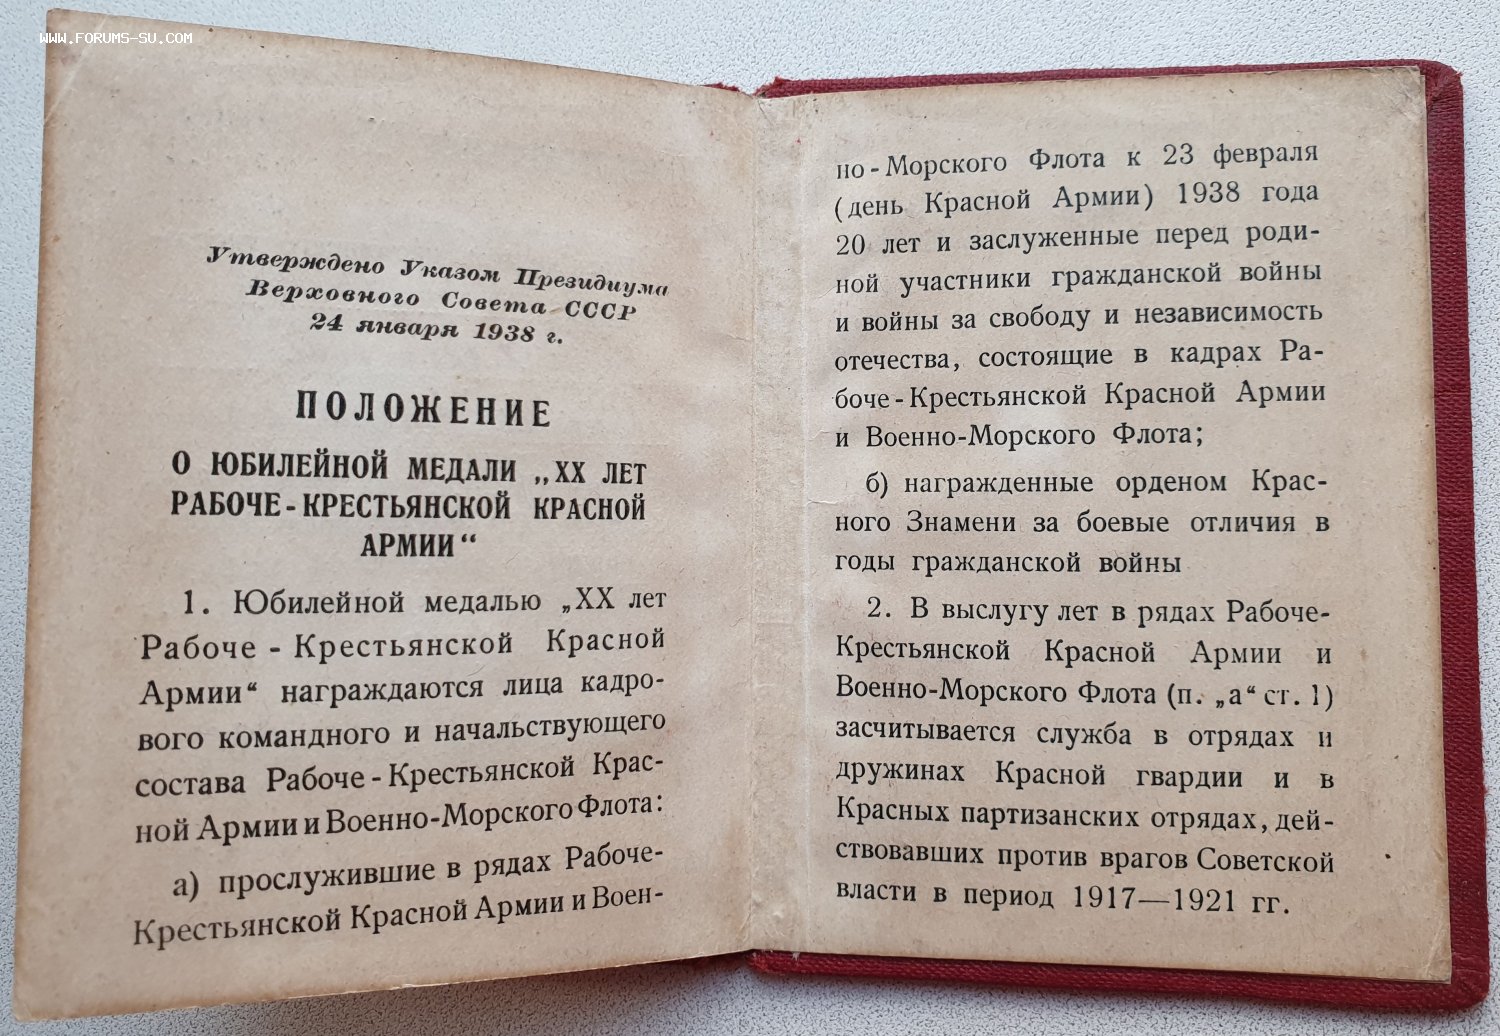 WWW.FORUMS-SU.COM
Утверждено Указом Президиума
Верховного Совета СССР
24 января 1938 г.
ПОЛОЖЕНИЕ
О ЮБИЛЕЙНОЙ МЕДАЛИ „XX ЛЕТ
РАБОЧЕ-КРЕСТЬЯНСКОЙ КРАСНОЙ
АРМИИ“
1. Юбилейной медалью „XX лет
Рабоче - Крестьянской Красной
Армии“ награждаются лица кадро-
вого командного и начальствующего
состава Рабоче-Крестьянской Крас-
ной Армии и Военно-Морского Флота:
а) прослужившие в рядах Рабоче-
Крестьянской Красной Армии и Воен-
но-Морского Флота к 23 февраля
(день Красной Армии) 1938 года
20 лет и заслуженные перед роди-
ной участники гражданской войны
и войны за свободу и независимость
отечества, состоящие в кадрах Ра-
боче-Крестьянской Красной Армии
и Военно-Морского Флота;
б) награжденные орденом Крас-
ного Знамени за боевые отличия в
годы гражданской войны
2. В выслугу лет в рядах Рабоче-
Крестьянской Красной Армии и
Военно-Морского Флота (п. „а“ ст. 1)
засчитывается служба в отрядах и
дружинах Красной гвардии и в
Красных партизанских отрядах, дей-
ствовавших против врагов Советской
власти в период 1917—1921 гг.